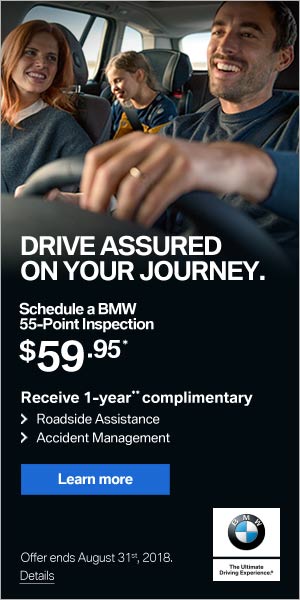 DRIVE ASSURED
ON YOUR JOURNEY.
Schedule a BMW
55-Point Inspection
$59.95*
Receive 1-year** complimentary
> Roadside Assistance
> Accident Management
Learn more
BMW
The Ultimate
Driving Experience.®
Offer ends August 31st, 2018.
Details